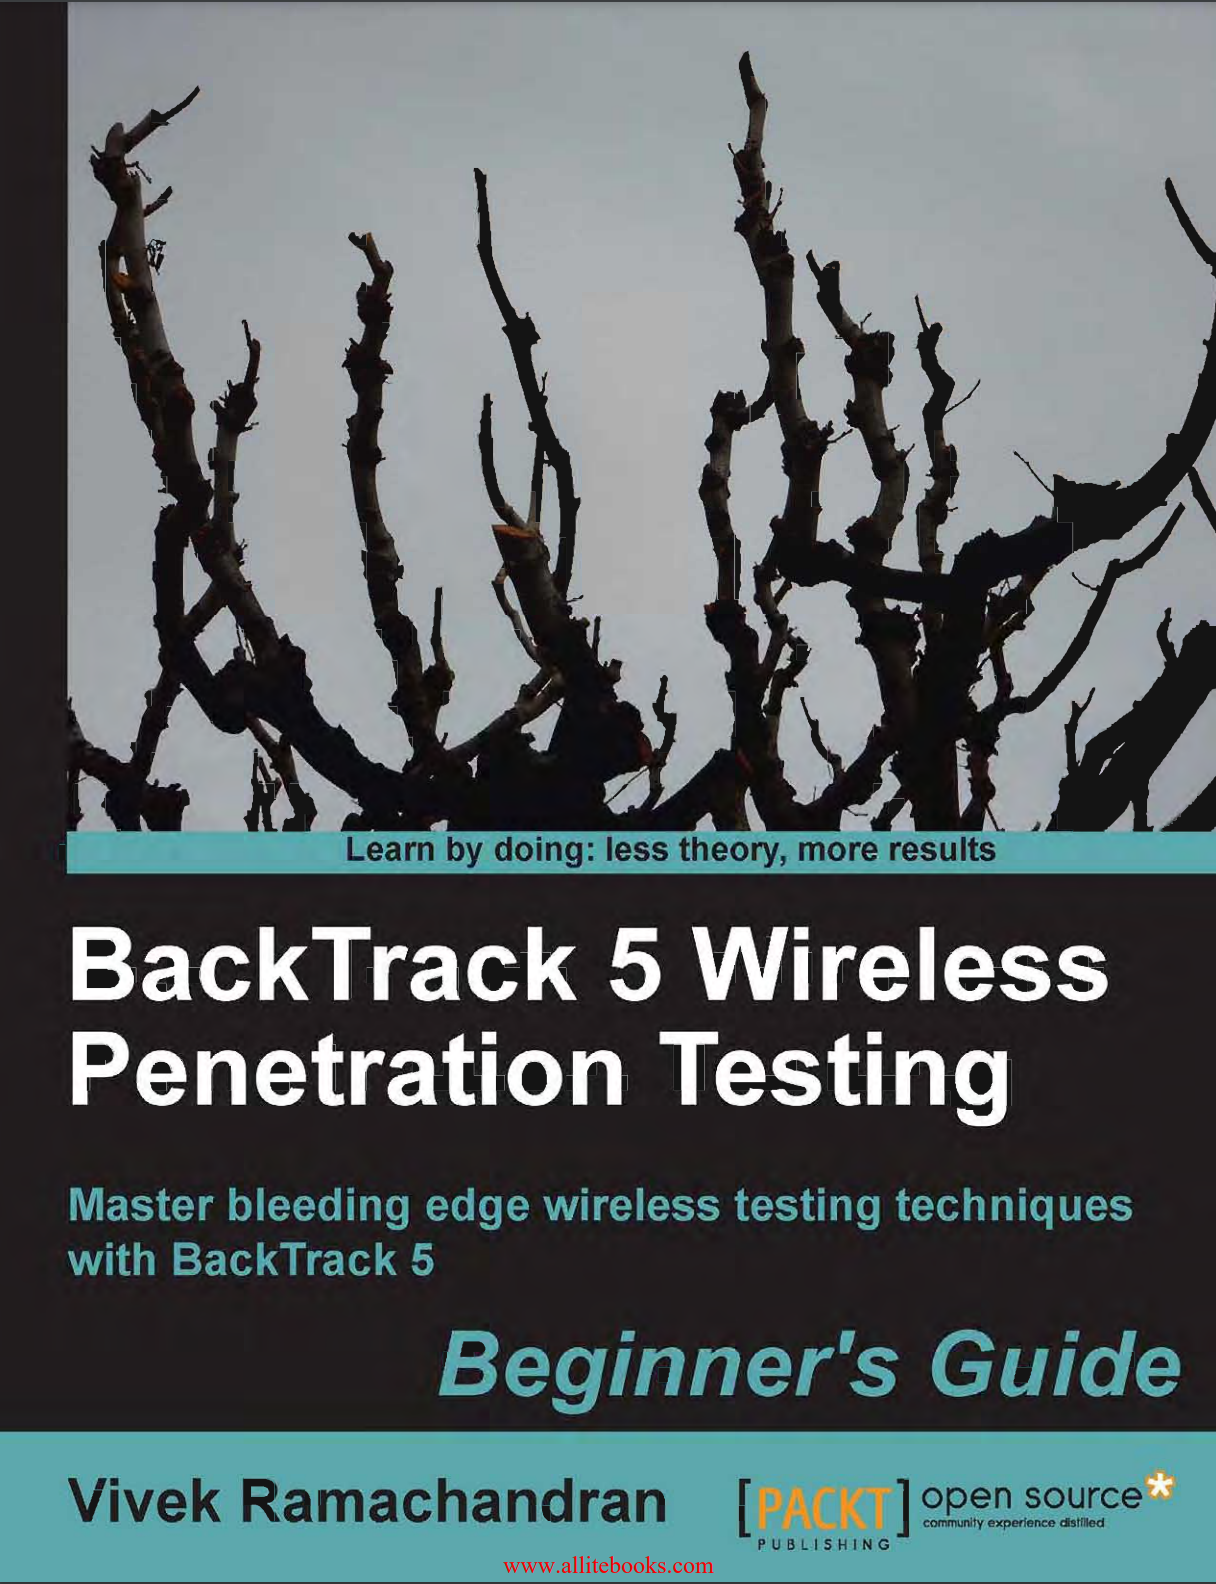 Learn by doing: less theory, more results
BackTrack 5 Wireless
Penetration Testing
Master bleeding edge wireless testing techniques
with BackTrack 5
Beginner's Guide
Vivek Ramachandran
[PACKT]
PUBLISHING
open source*
community experience distilled
www.allitebooks.com